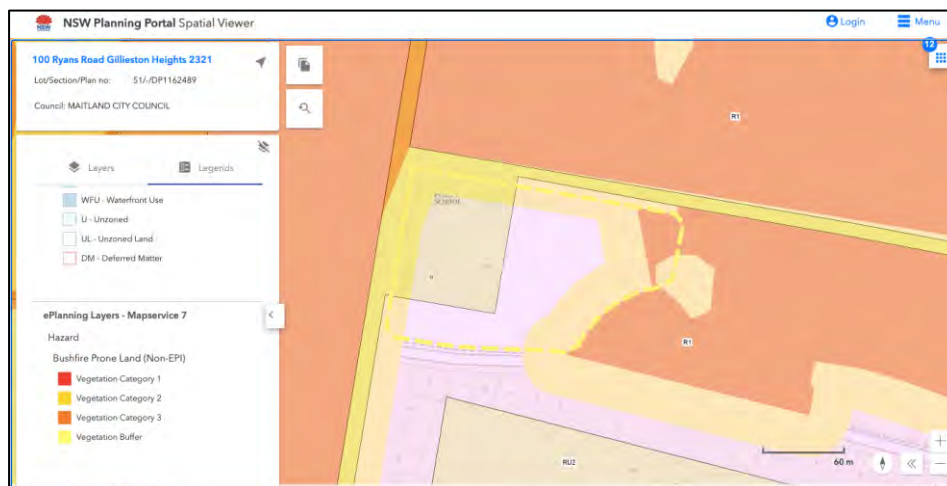 NSW Planning Portal Spatial Viewer
Login
Menu
12
100 Ryans Road Gillieston Heights 2321
Lot/Section/Plan no: 51/-/DP1162489
Council: MAITLAND CITY COUNCIL
Layers
Legends
WFU - Waterfront Use
U - Unzoned
UL - Unzoned Land
DM - Deferred Matter
ePlanning Layers - Mapservice 7
Hazard
Bushfire Prone Land (Non-EPI)
Vegetation Category 1
Vegetation Category 2
Vegetation Category 3
Vegetation Buffer
R1
SCHOOL
R1
RU2
60 m